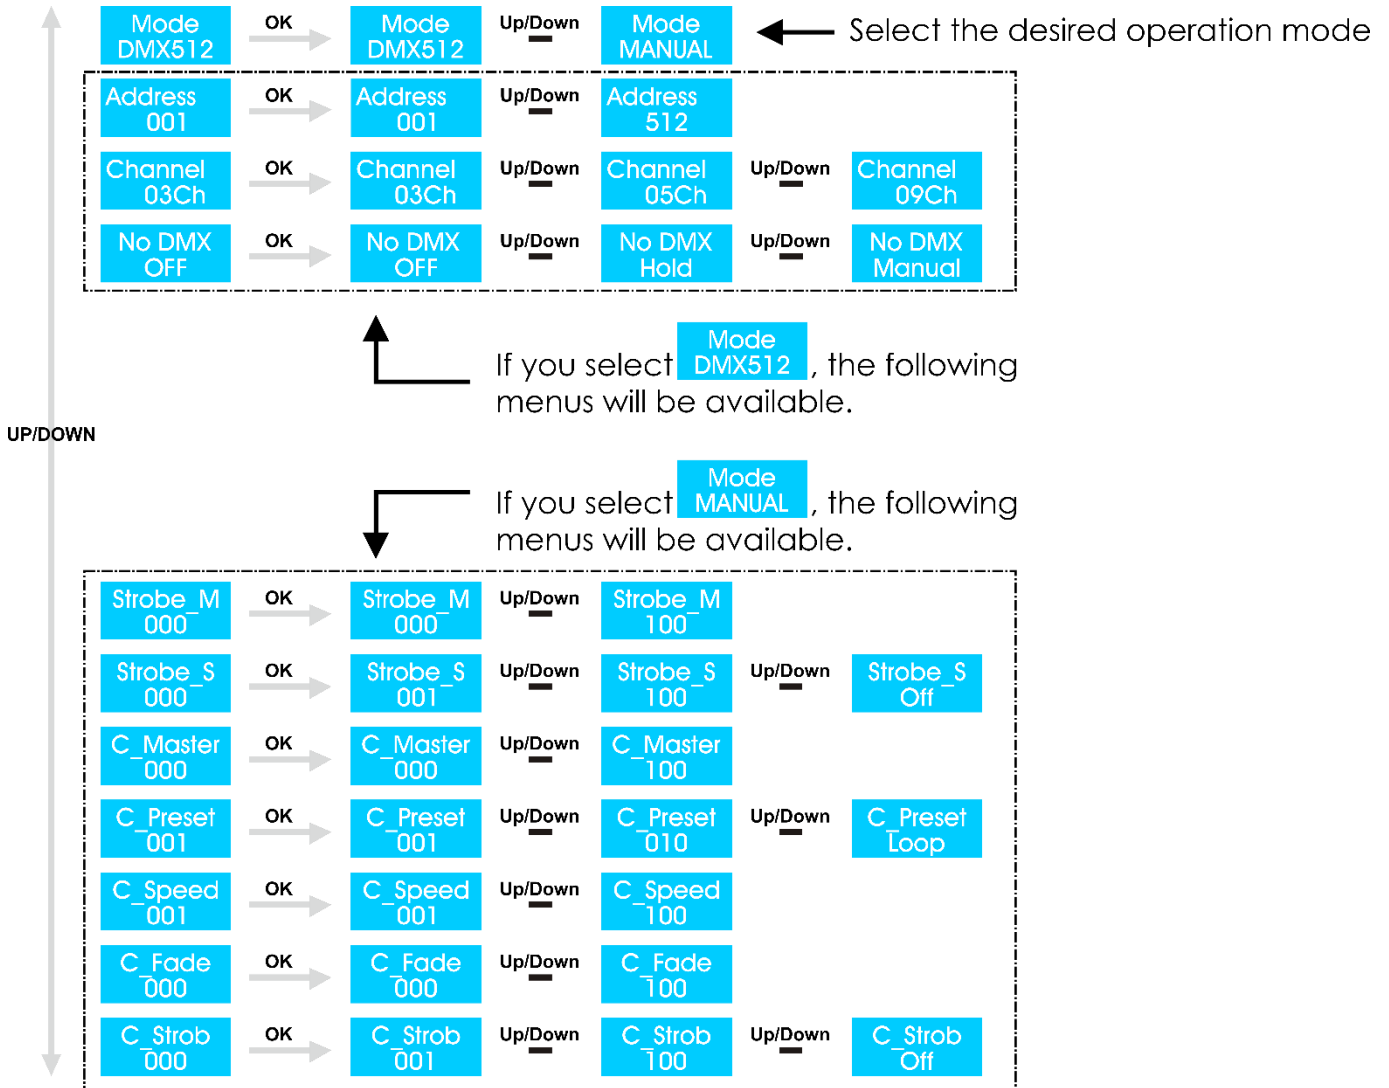 Mode OK Mode Up/Down Mode Select the desired operation mode
DMX512 DMX512 MANUAL
Address OK Address Up/Down Address
001 001 512
Channel OK Channel Up/Down Channel Up/Down Channel
03Ch 03Ch 05Ch 09Ch
No DMX OK No DMX Up/Down No DMX Up/Down No DMX
OFF OFF Hold Manual
If you select Mode DMX512 , the following
menus will be available.
UP/DOWN
If you select Mode MANUAL , the following
menus will be available.
Strobe_M OK Strobe_M Up/Down Strobe_M
000 000 100
Strobe_S OK Strobe_S Up/Down Strobe_S Up/Down Strobe_S
000 001 100 Off
C_Master OK C_Master Up/Down C_Master
000 000 100
C_Preset OK C_Preset Up/Down C_Preset Up/Down C_Preset
001 001 010 Loop
C_Speed OK C_Speed Up/Down C_Speed
001 001 100
C_Fade OK C_Fade Up/Down C_Fade
000 000 100
C_Strob OK C_Strob Up/Down C_Strob Up/Down C_Strob
000 001 100 Off